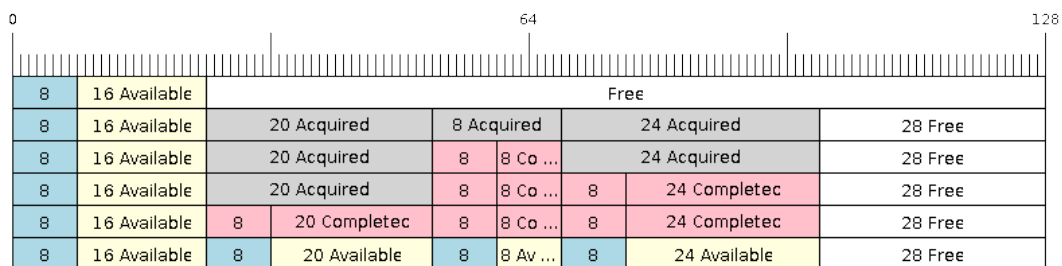 0 64 128
8 16 Available Free
8 16 Available 20 Acquired 8 Acquired 24 Acquired 28 Free
8 16 Available 20 Acquired 8 8 Co ... 24 Acquired 28 Free
8 16 Available 20 Acquired 8 8 Co ... 8 24 Completec 28 Free
8 16 Available 8 20 Completec 8 8 Co ... 8 24 Completec 28 Free
8 16 Available 8 20 Available 8 8 Av ... 8 24 Available 28 Free